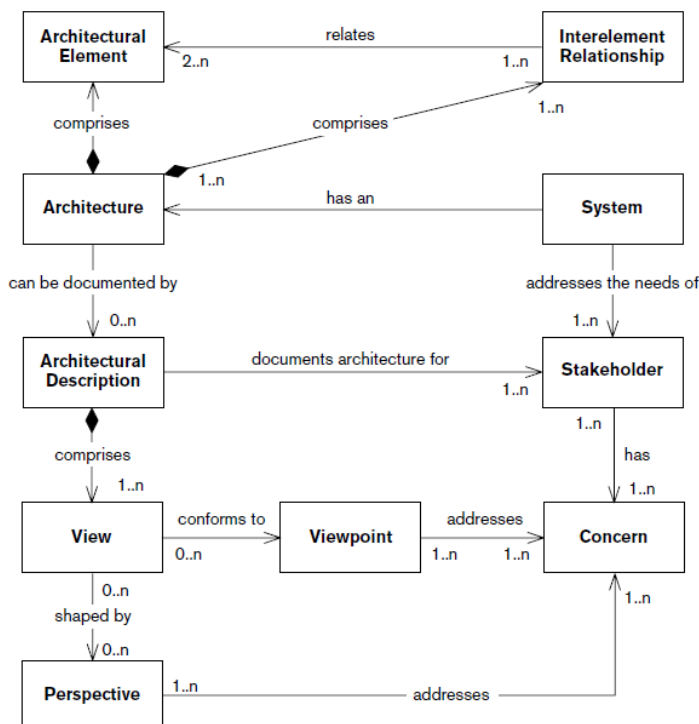 Architectural
Element
relates
2..n
1..n
Interelement
Relationship
1..n
comprises
comprises
1..n
Architecture
has an
System
can be documented by
addresses the needs of
0..n
1..n
Architectural
Description
documents architecture for
1..n
Stakeholder
1..n
comprises
has
1..n
1..n
View
conforms to
0..n
Viewpoint
addresses
1..n
1..n
Concern
0..n
1..n
shaped by
0..n
Perspective
1..n
addresses